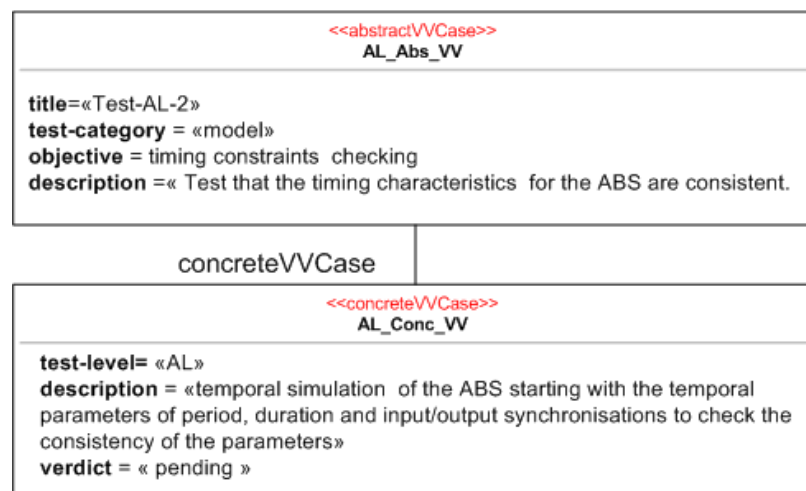 <<abstractVVCase>>
AL_Abs_VV
title=«Test-AL-2»
test-category = «model»
objective = timing constraints checking
description =« Test that the timing characteristics for the ABS are consistent.
concreteVVCase
<<concreteVVCase>>
AL_Conc_VV
test-level= «AL»
description = «temporal simulation of the ABS starting with the temporal
parameters of period, duration and input/output synchronisations to check the
consistency of the parameters»
verdict = « pending »